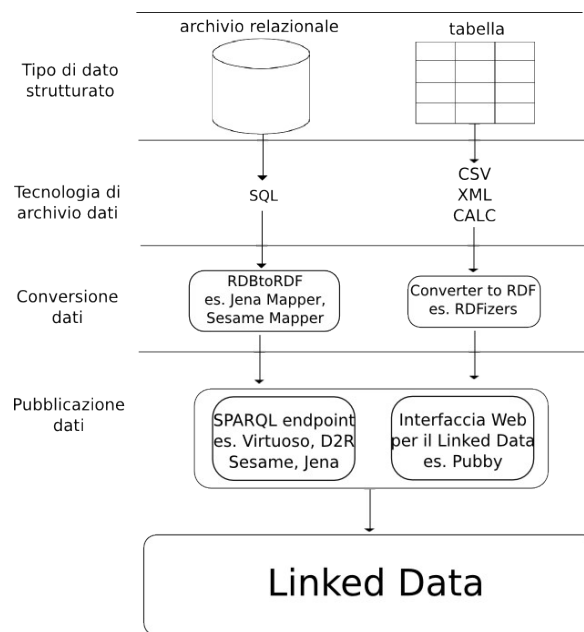 archivio relazionale
tabella
Tipo di dato
strutturato
Tecnologia di
archivio dati
SQL
CSV
XML
CALC
Conversione
dati
RDBtoRDF
es. Jena Mapper,
Sesame Mapper
Converter to RDF
es. RDFizers
Pubblicazione
dati
SPARQL endpoint
es. Virtuoso, D2R
Sesame, Jena
Interfaccia Web
per il Linked Data
es. Pubby
Linked Data